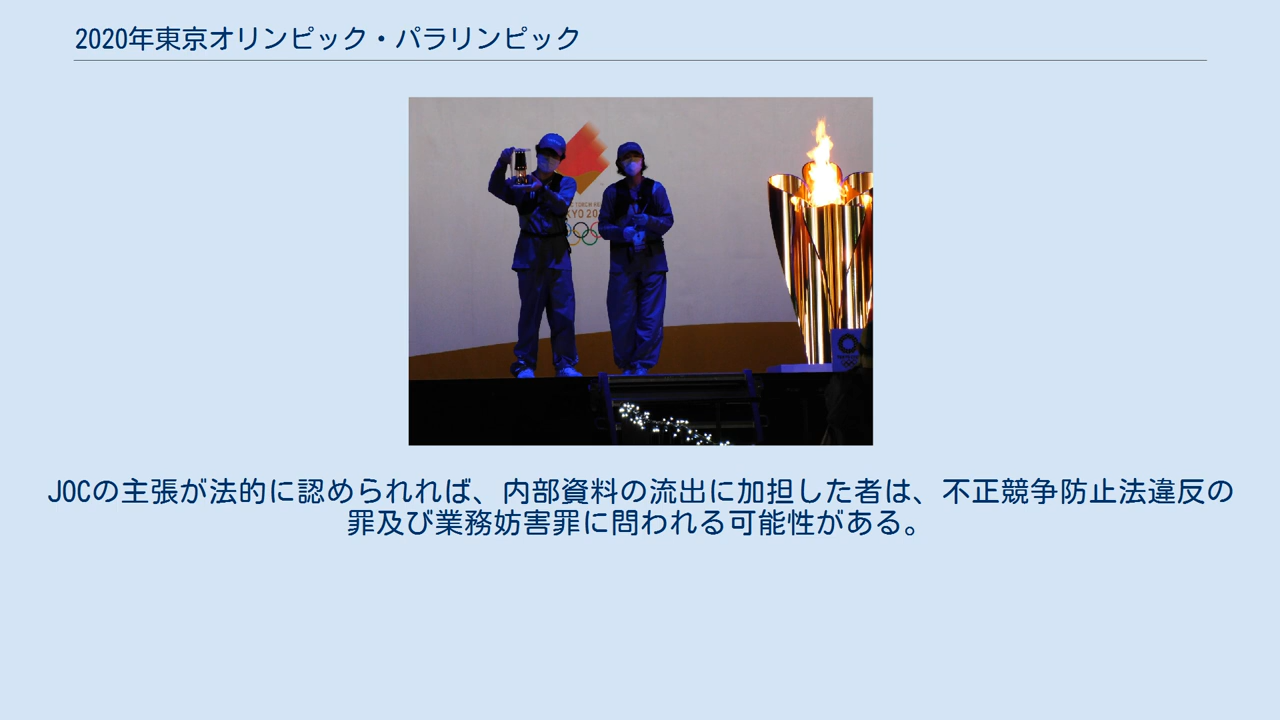 2020年東京オリンピック・パラリンピック
JOCの主張が法的に認められれば、内部資料の流出に加担した者は、不正競争防止法違反の
罪及び業務妨害罪に問われる可能性がある。